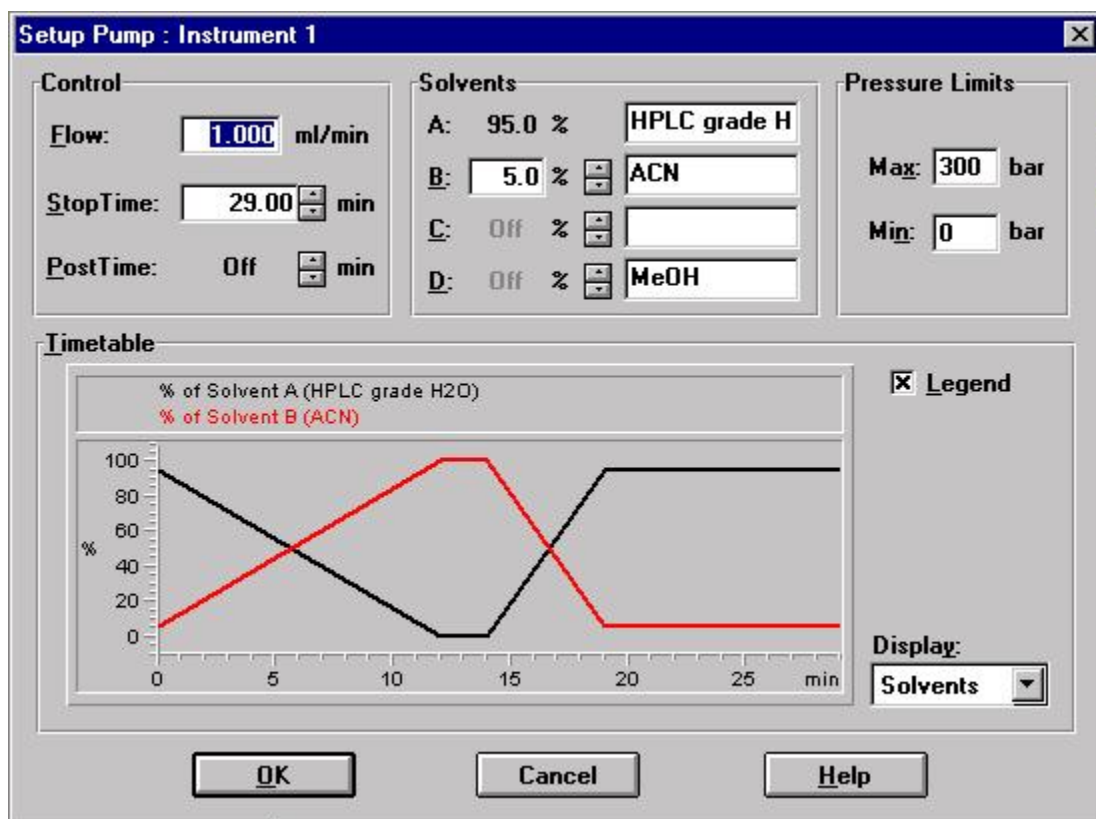 Setup Pump : Instrument 1
Control
Flow: 1.000 ml/min
StopTime: 29.00 min
PostTime: Off min
Solvents
A: 95.0 % HPLC grade H
B: 5.0 % ACN
C: Off %
D: Off % MeOH
Pressure Limits
Max: 300 bar
Min: 0 bar
Timetable
% of Solvent A (HPLC grade H2O)
% of Solvent B (ACN)
100
80
60
%
40
20
0
0 5 10 15 20 25 min
Legend
Display:
Solvents
OK Cancel Help